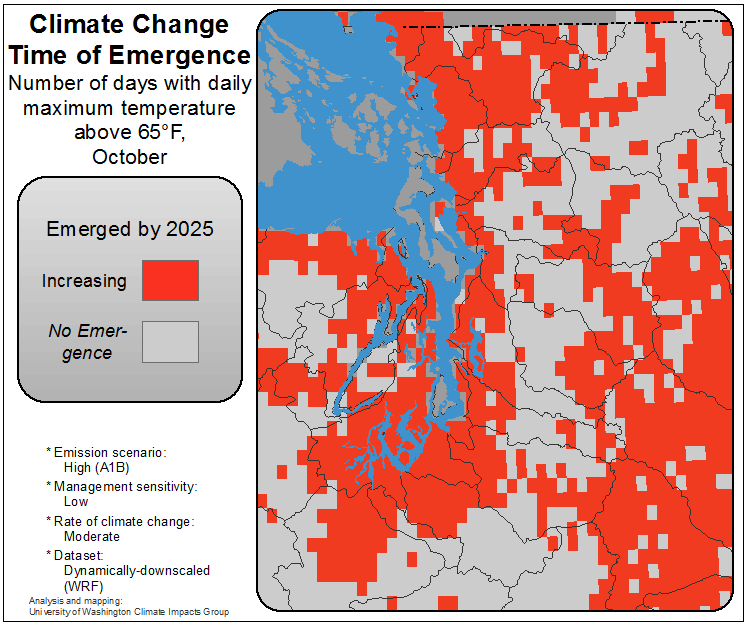 Climate Change
Time of Emergence
Number of days with daily
maximum temperature
above 65°F,
October
Emerged by 2025
Increasing
No Emer-
gence
* Emission scenario:
High (A1B)
* Management sensitivity:
Low
* Rate of climate change:
Moderate
* Dataset:
Dynamically-downscaled
(WRF)
Analysis and mapping:
University of Washington Climate Impacts Group